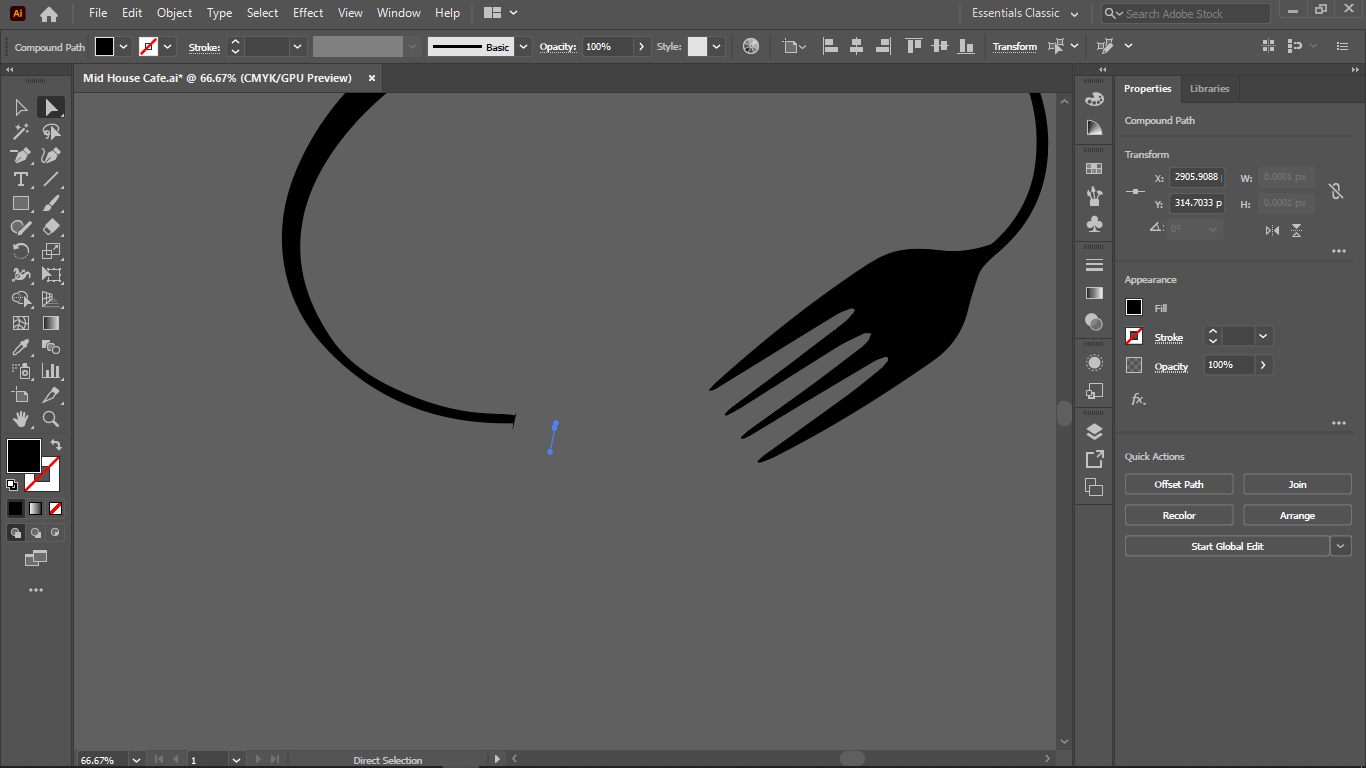 Ai File Edit Object Type Select Effect View Window Help Essentials Classic Search Adobe Stock
Compound Path Stroke: Basic Opacity: 100% Style: Transform
Mid House Cafe.ai* @ 66.67% (CMYK/GPU Preview) ×
Properties Libraries
Compound Path
Transform
X: 2905.9088 W: 0.0001 px
Y: 314.7033 p H: 0.0001 px
0°
Appearance
Fill
Stroke
Opacity 100%
fx.
Quick Actions
Offset Path Join
Recolor Arrange
Start Global Edit
66.67% 1 Direct Selection